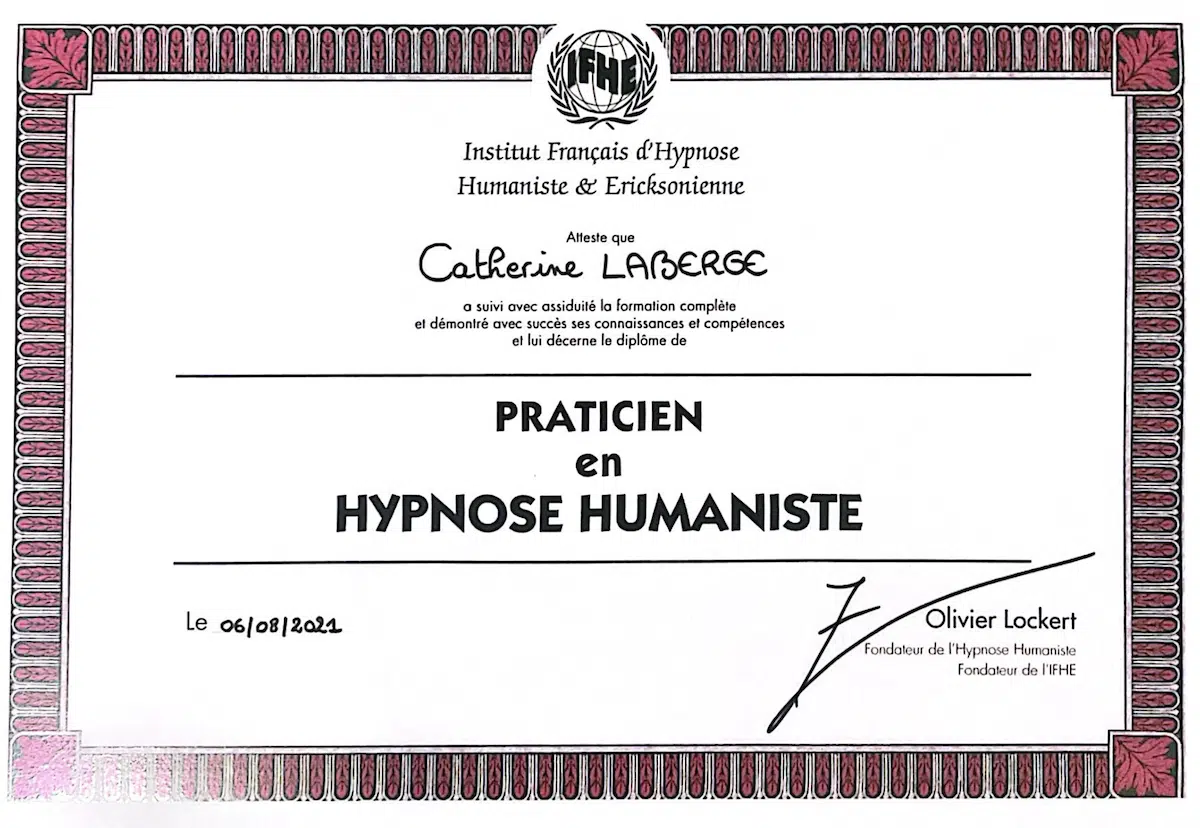 IFHE
Institut Français d'Hypnose
Humaniste & Ericksonienne
Atteste que
Catherine LABERGE
a suivi avec assiduité la formation complète
et démontré avec succès ses connaissances et compétences
et lui décerne le diplôme de
PRATICIEN
en
HYPNOSE HUMANISTE
Le 06/08/2021
Olivier Lockert
Fondateur de l'Hypnose Humaniste
Fondateur de l'IFHE